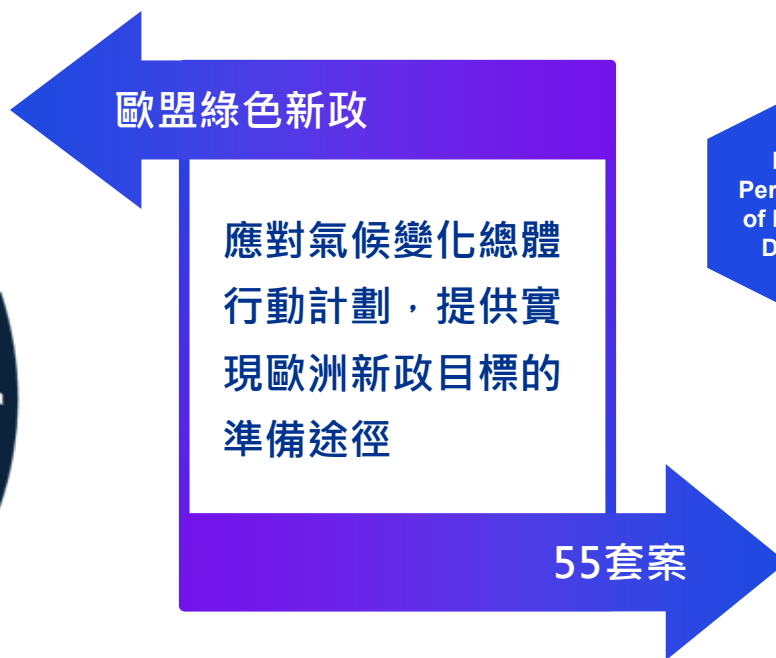 歐盟綠色新政
應對氣候變化總體
行動計劃，提供實
現歐洲新政目標的
準備途徑
55套案
of